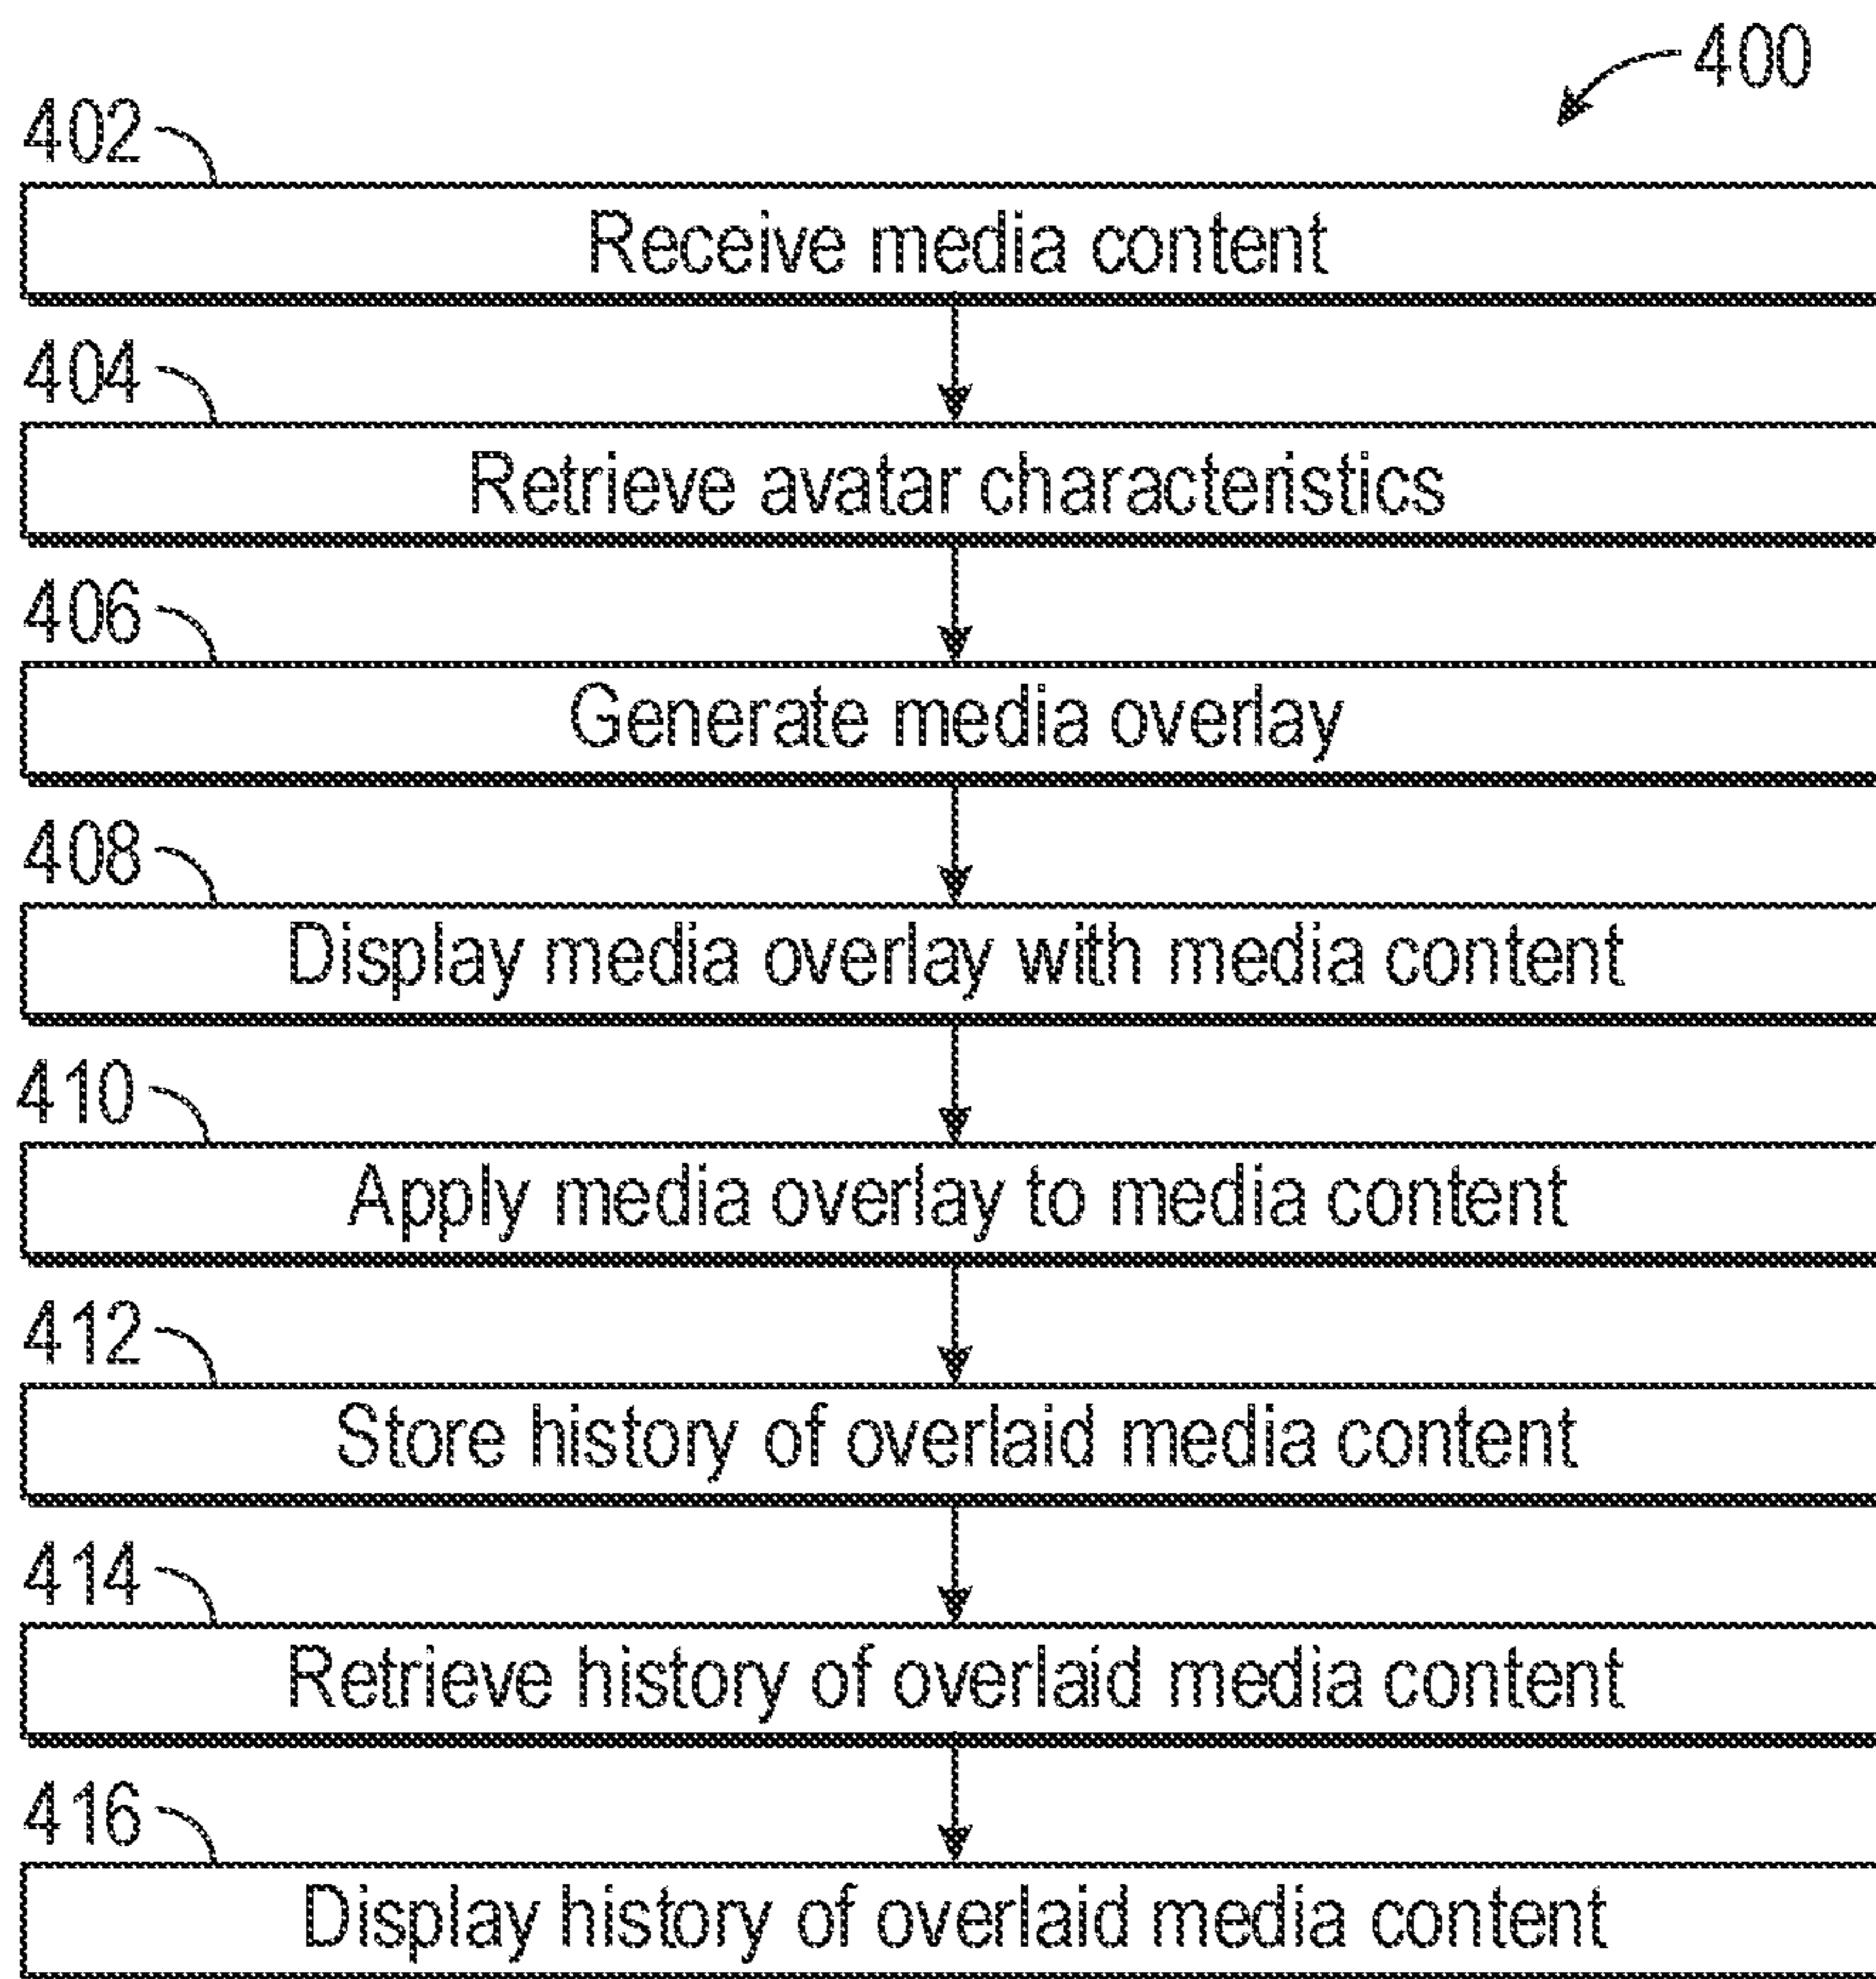 400
402
Receive media content
404
Retrieve avatar characteristics
406
Generate media overlay
408
Display media overlay with media content
410
Apply media overlay to media content
412
Store history of overlaid media content
414
Retrieve history of overlaid media content
416
Display history of overlaid media content